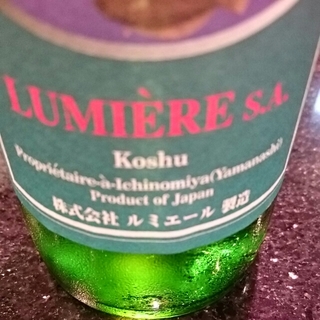 LUMIÈRE S.A.
Koshu
Propriétaire-à-Ichinomiya(Yamanashi)
Product of Japan
株式会社 ルミエール 製造